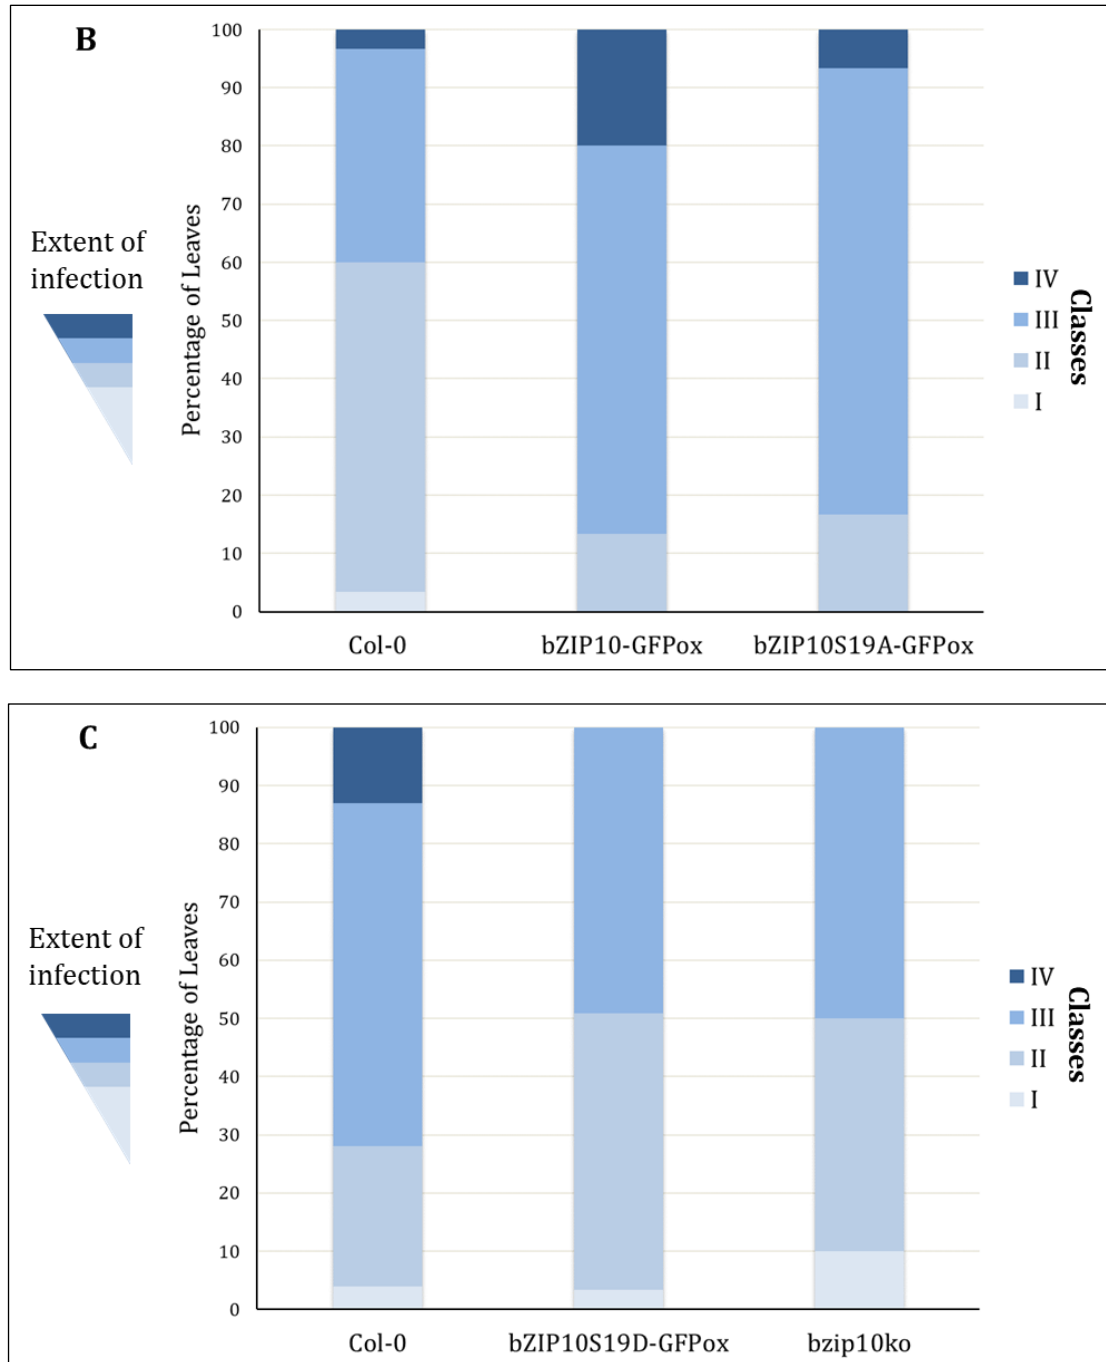 B
Extent of
infection
Percentage of Leaves
100
90
80
70
60
50
40
30
20
10
0
Col-0 bZIP10-GFPox bZIP10S19A-GFPox
IV
III
II
I
Classes
C
Extent of
infection
Percentage of Leaves
100
90
80
70
60
50
40
30
20
10
0
Col-0 bZIP10S19D-GFPox bzip10ko
IV
III
II
I
Classes